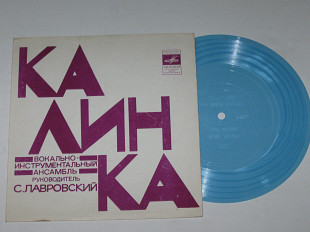 КА
ЛИН
КА
ВОКАЛЬНО-
ИНСТРУМЕНТАЛЬНЫЙ
АНСАМБЛЬ
РУКОВОДИТЕЛЬ
С. ЛАВРОВСКИЙ